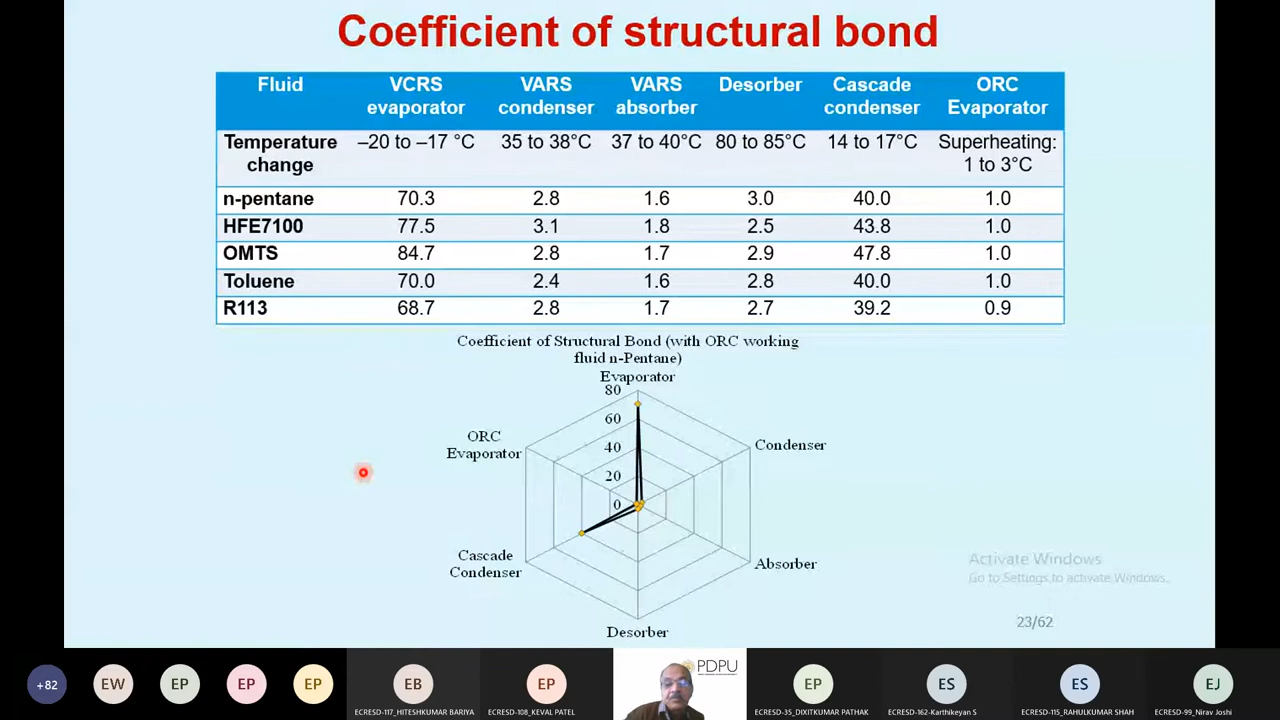 Coefficient of structural bond
Fluid VCRS evaporator VARS condenser VARS absorber Desorber Cascade condenser ORC Evaporator
Temperature change –20 to –17 °C 35 to 38°C 37 to 40°C 80 to 85°C 14 to 17°C Superheating: 1 to 3°C
n-pentane 70.3 2.8 1.6 3.0 40.0 1.0
HFE7100 77.5 3.1 1.8 2.5 43.8 1.0
OMTS 84.7 2.8 1.7 2.9 47.8 1.0
Toluene 70.0 2.4 1.6 2.8 40.0 1.0
R113 68.7 2.8 1.7 2.7 39.2 0.9
Coefficient of Structural Bond (with ORC working
fluid n-Pentane)
Evaporator
80
60
40
20
0
ORC
Evaporator
Condenser
Cascade
Condenser
Absorber
Desorber
Activate Windows
Go to Settings to activate Windows.
23/62
+82 EW EP EP EP EB EP PDPU EP ES ES EJ
ECRESD-117_HITESHKUMAR BARIYA ECRESD-108_KEVAL PATEL ECRESD-35_DIXITKUMAR PATHAK ECRESD-162-Karthikeyan S ECRESD-115_RAHULKUMAR SHAH ECRESD-99_Nirav Joshi